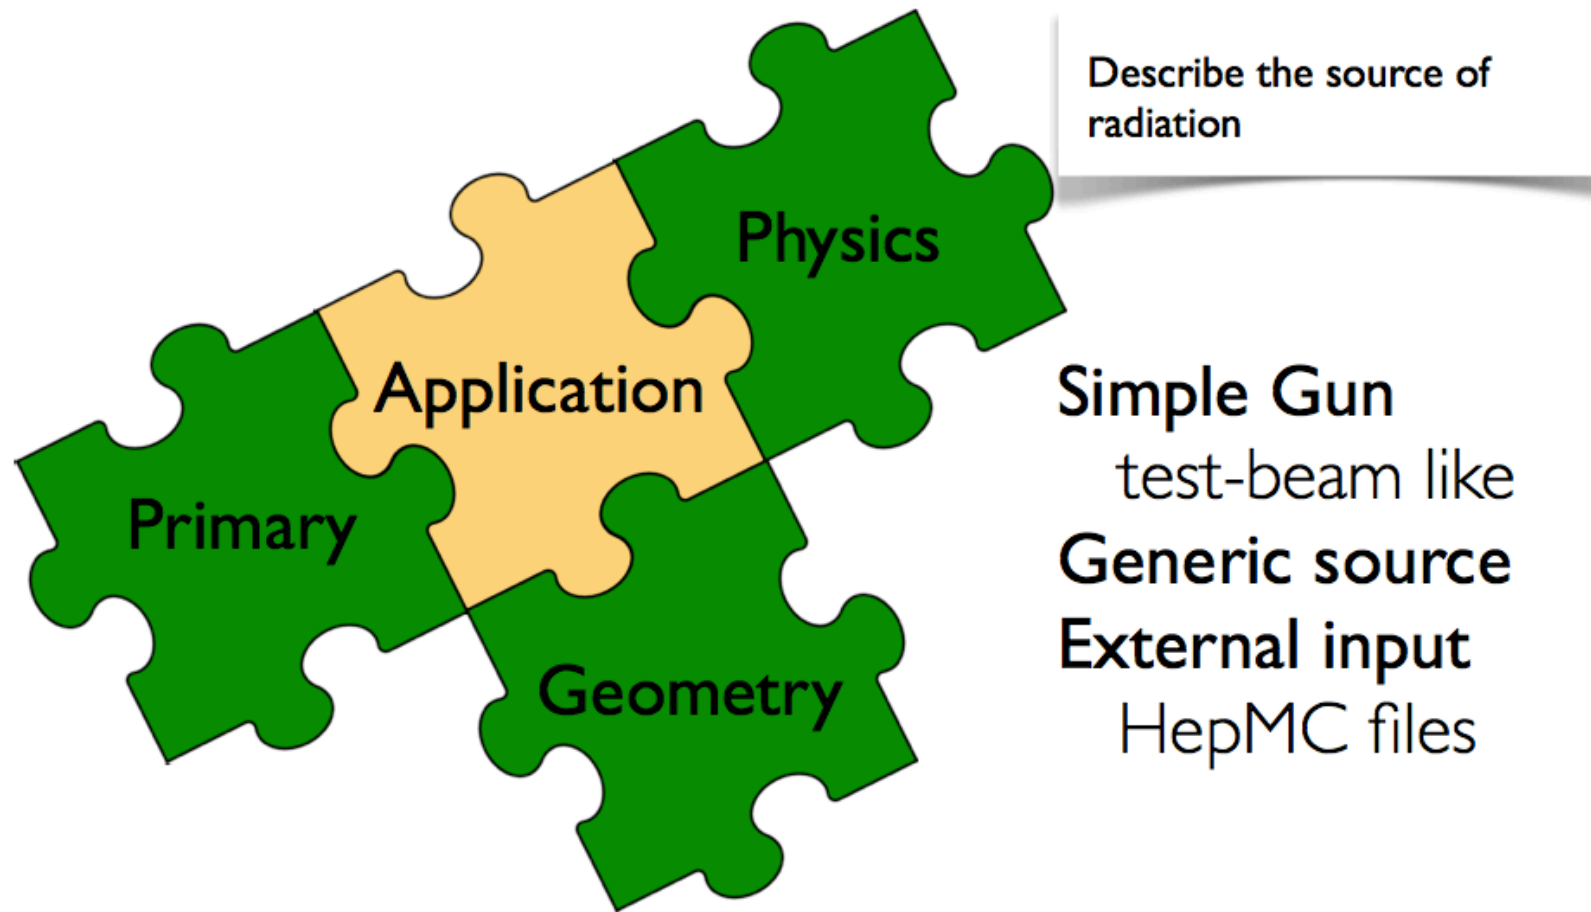 Describe the source of
radiation
Physics
Application
Primary
Geometry
Simple Gun
test-beam like
Generic source
External input
HepMC files